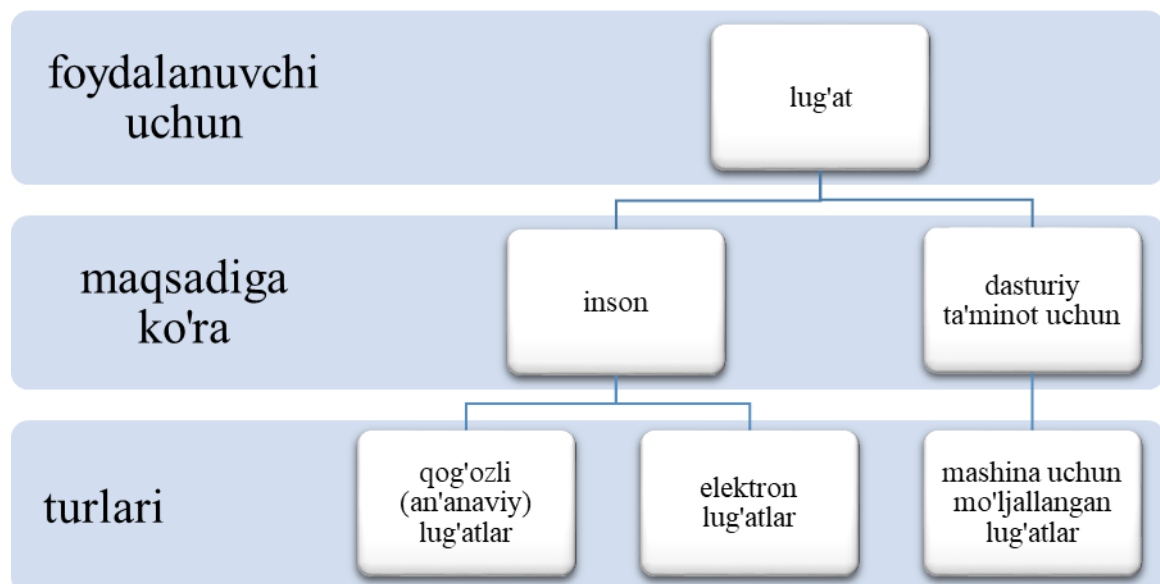 foydalanuvchi
uchun
lug'at
maqsadiga
ko'ra
inson
dasturiy
ta'minot uchun
turlari
qog'ozli
(an'anaviy)
lug'atlar
elektron
lug'atlar
mashina uchun
mo'ljallangan
lug'atlar